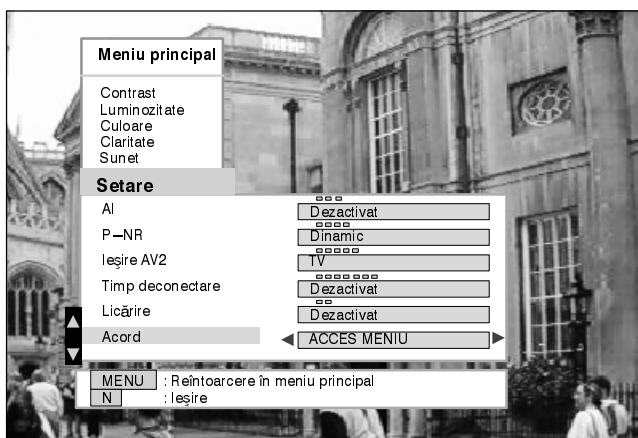 Meniu principal
Contrast
Luminozitate
Culoare
Claritate
Sunet
Setare
AI Dezactivat
P–NR Dinamic
Ieşire AV2 TV
Timp deconectare Dezactivat
Licărire Dezactivat
Acord ACCES MENIU
MENU : Reîntoarcere în meniu principal
N : Ieşire